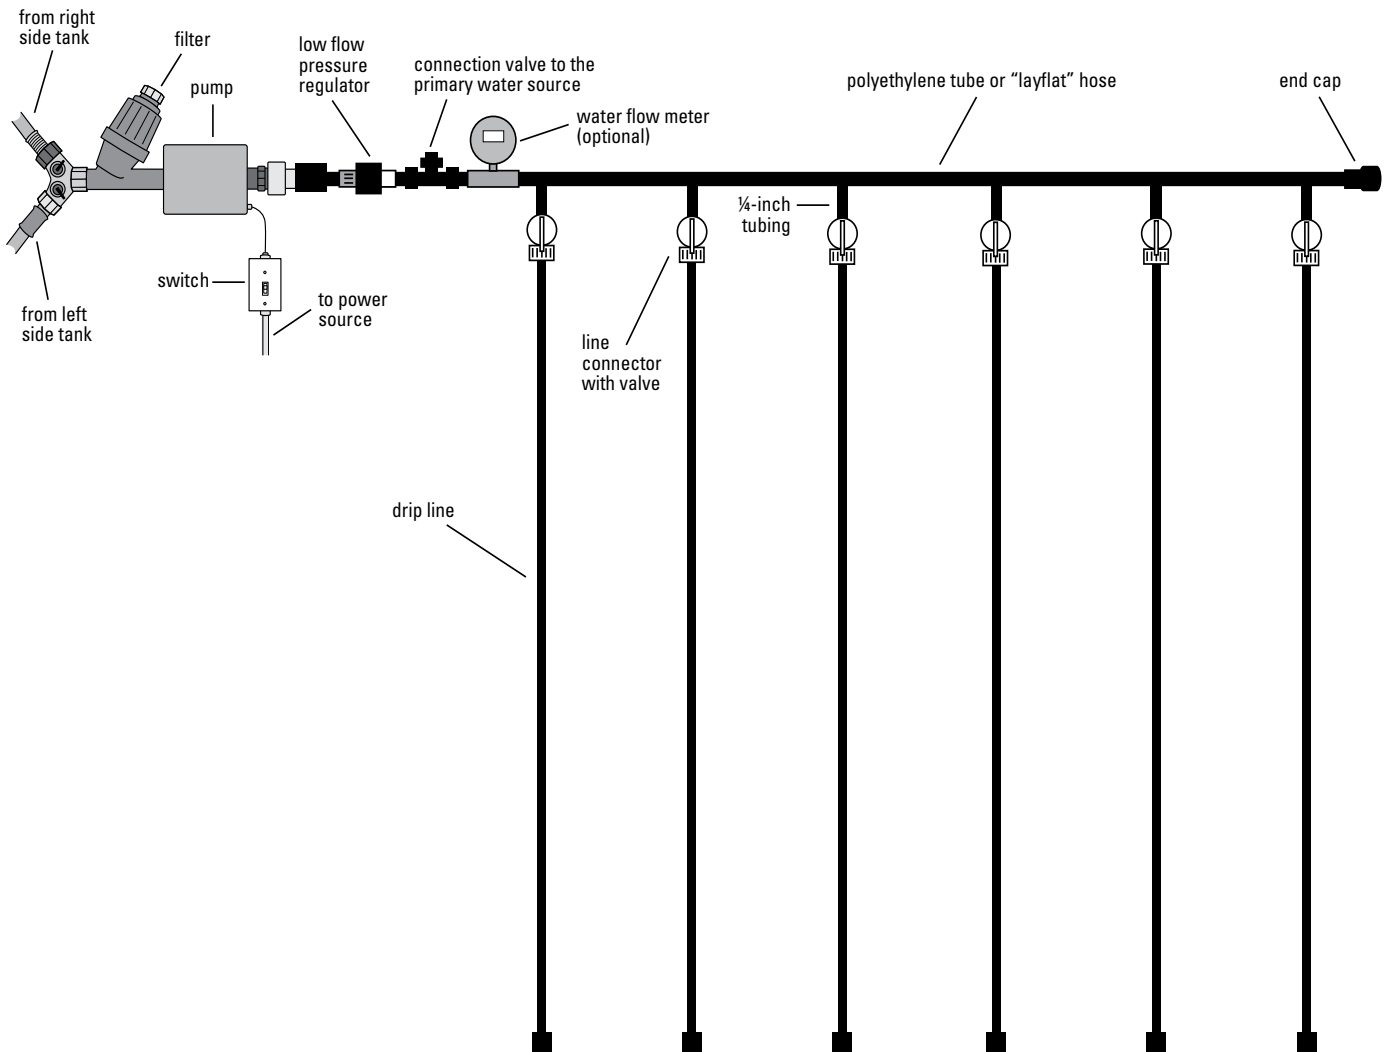 from right
side tank
filter
pump
low flow
pressure
regulator
connection valve to the
primary water source
water flow meter
(optional)
polyethylene tube or “layflat” hose
end cap
¼-inch
tubing
switch
to power
source
from left
side tank
line
connector
with valve
drip line